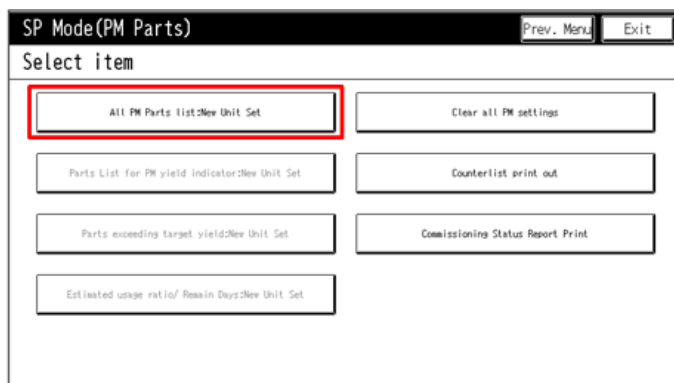 SP Mode(PM Parts)
Prev. Menu
Exit
Select item
All PM Parts list:New Unit Set
Clear all PM settings
Parts List for PM yield indicator:New Unit Set
Counterlist print out
Parts exceeding target yield:New Unit Set
Commissioning Status Report Print
Estimated usage ratio/ Remain Days:New Unit Set